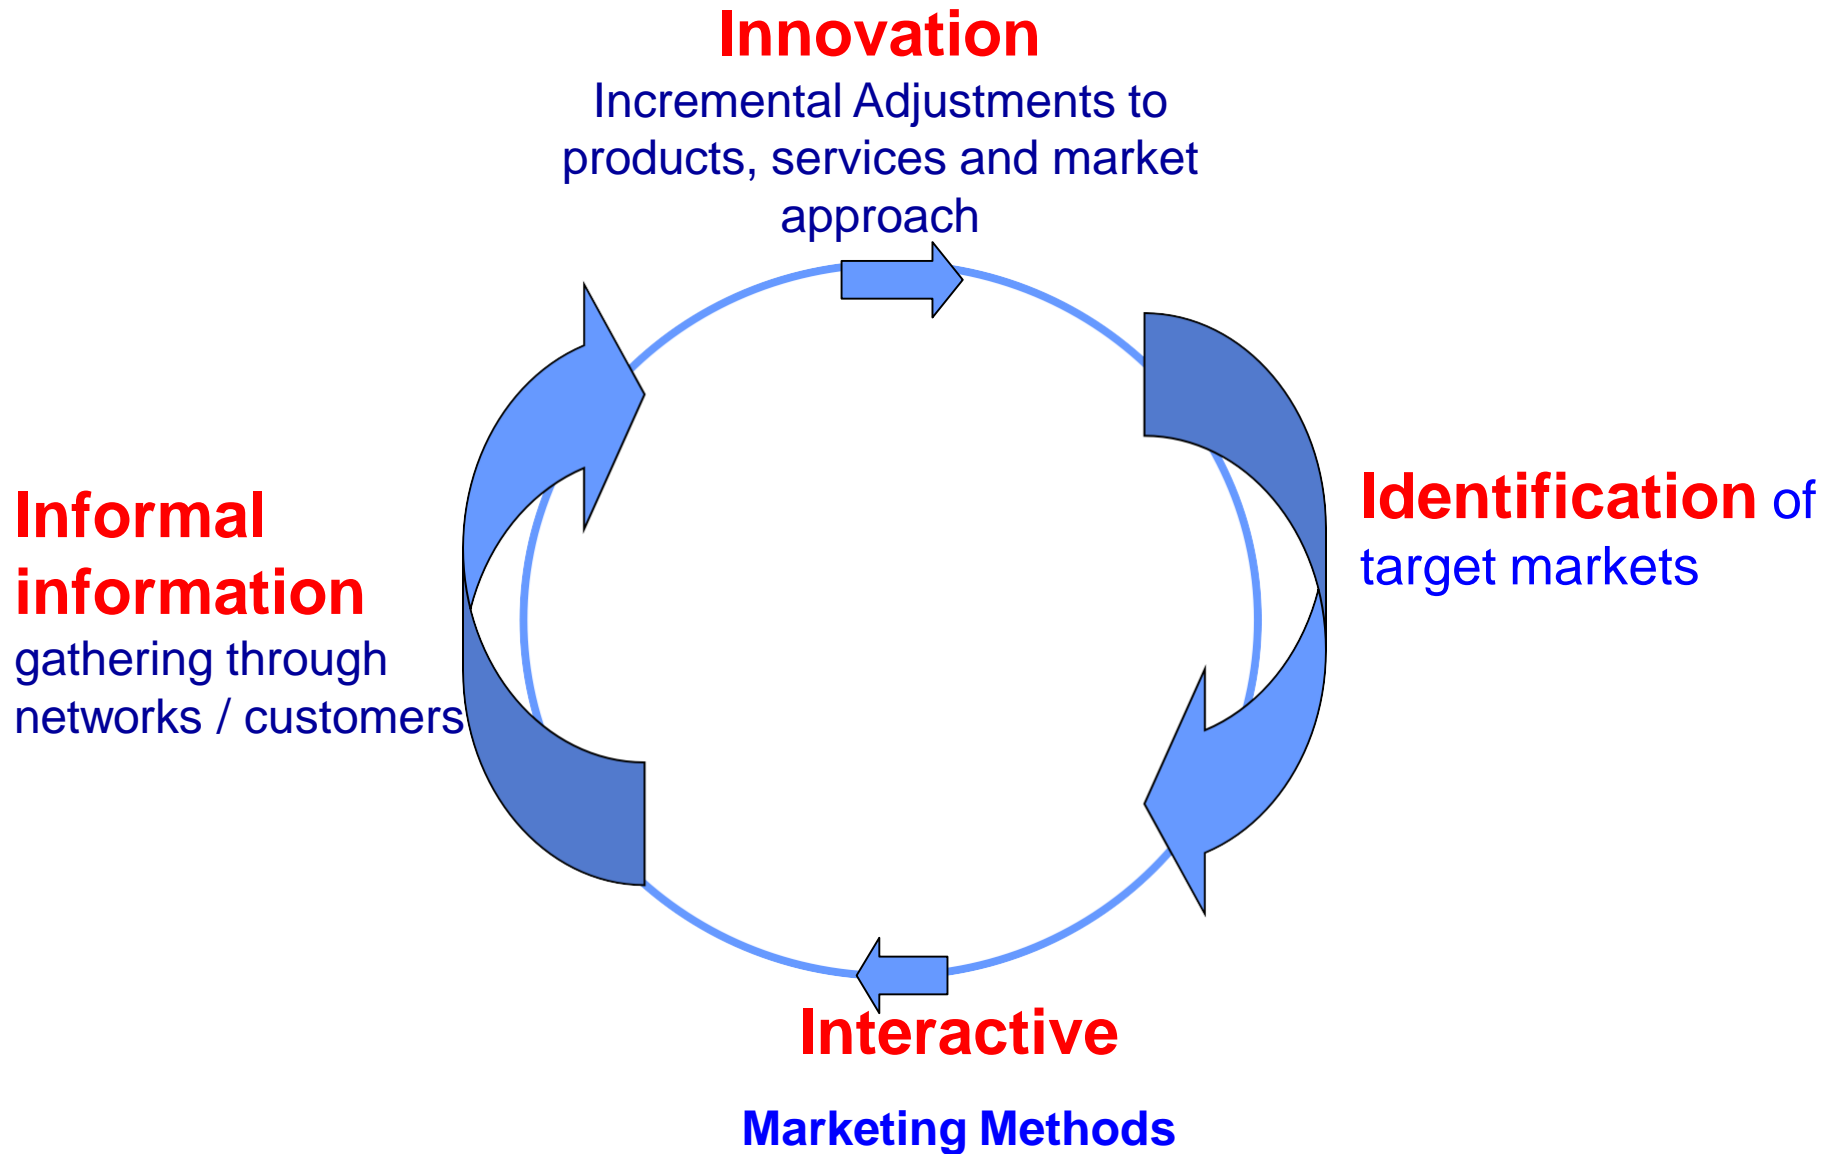 Innovation
Incremental Adjustments to
products, services and market
approach
Informal
information
gathering through
networks / customers
Identification of
target markets
Interactive
Marketing Methods